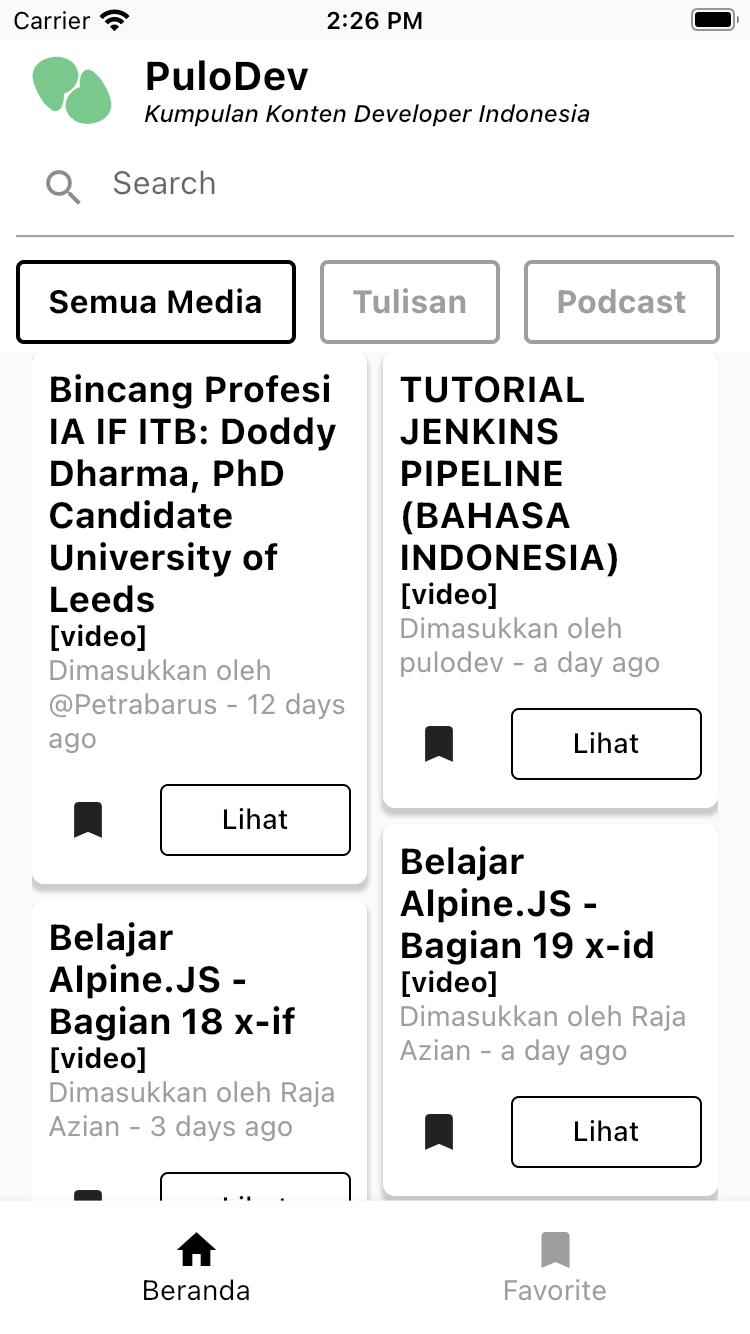 Carrier
2:26 PM
PuloDev
Kumpulan Konten Developer Indonesia
Search
Semua Media
Tulisan
Podcast
Bincang Profesi
IA IF ITB: Doddy
Dharma, PhD
Candidate
University of
Leeds
[video]
Dimasukkan oleh
@Petrabarus - 12 days
ago
Lihat
TUTORIAL
JENKINS
PIPELINE
(BAHASA
INDONESIA)
[video]
Dimasukkan oleh
pulodev - a day ago
Lihat
Belajar
Alpine.JS -
Bagian 18 x-if
[video]
Dimasukkan oleh Raja
Azian - 3 days ago
Belajar
Alpine.JS -
Bagian 19 x-id
[video]
Dimasukkan oleh Raja
Azian - a day ago
Lihat
Beranda
Favorite